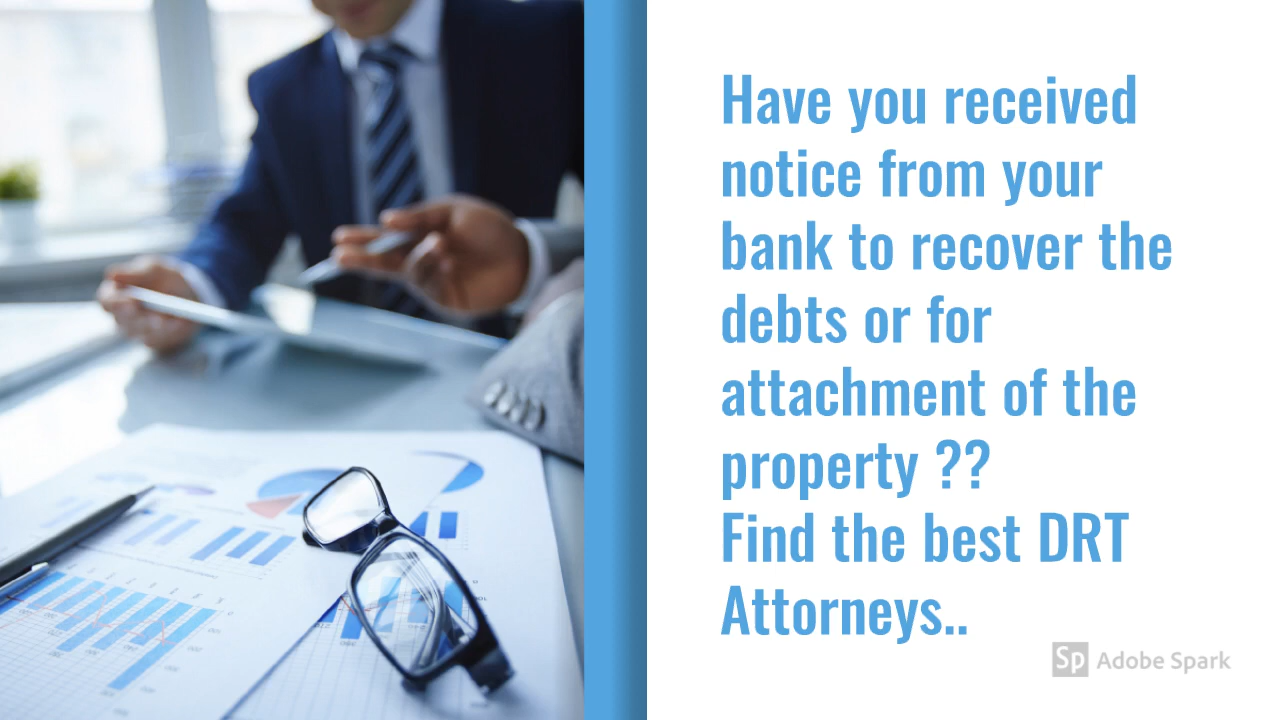 Have you received
notice from your
bank to recover the
debts or for
attachment of the
property ??
Find the best DRT
Attorneys..
Sp Adobe Spark